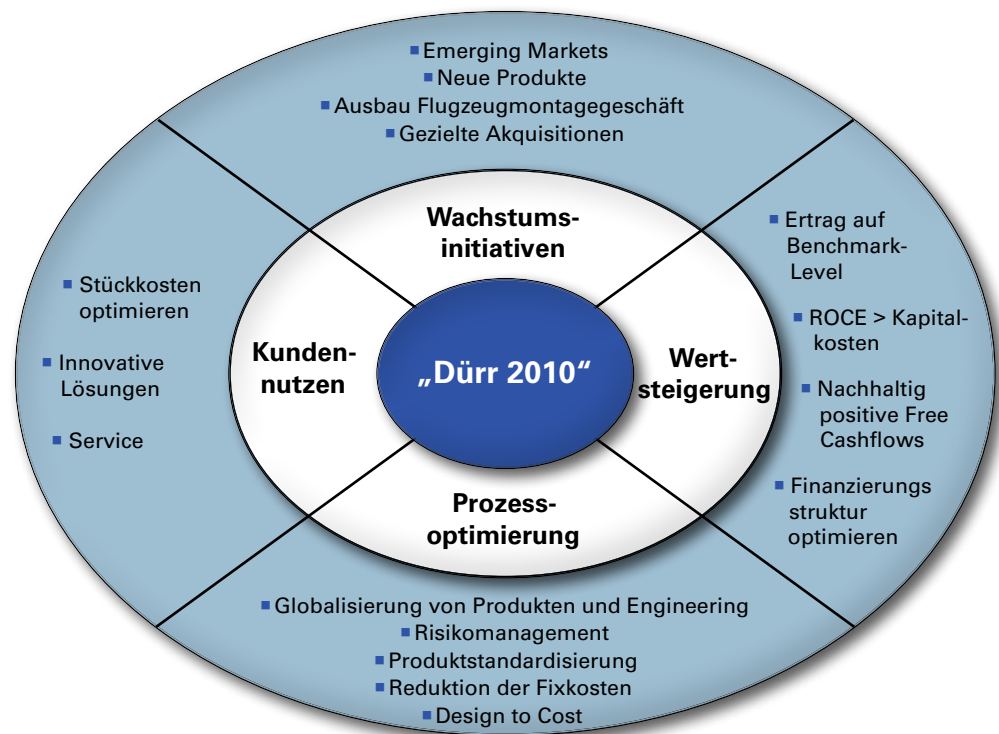 Emerging Markets
Neue Produkte
Ausbau Flugzeugmontagegeschäft
Gezielte Akquisitionen
Wachstums-
initiativen
Ertrag auf
Benchmark-
Level
ROCE > Kapital-
kosten
Nachhaltig
positive Free
Cashflows
Finanzierungs
struktur
optimieren
Wert-
steigerung
„Dürr 2010“
Kunden-
nutzen
Stückkosten
optimieren
Innovative
Lösungen
Service
Prozess-
optimierung
Globalisierung von Produkten und Engineering
Risikomanagement
Produktstandardisierung
Reduktion der Fixkosten
Design to Cost